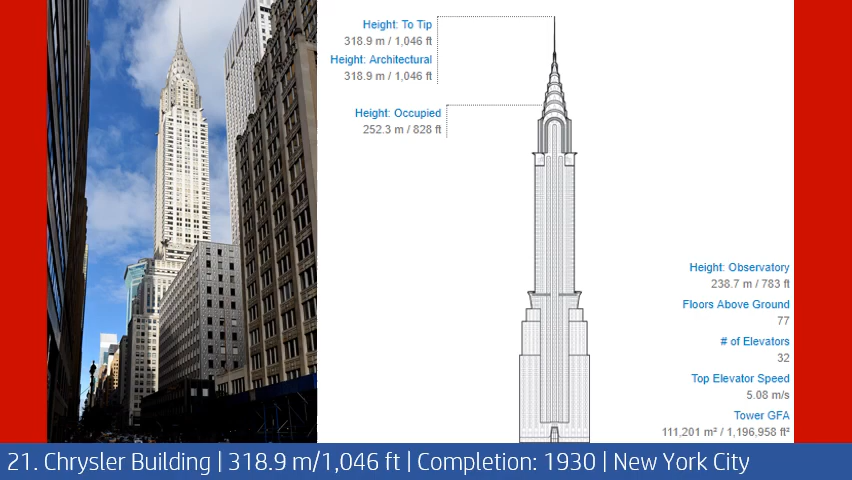 Height: To Tip
318.9 m / 1,046 ft
Height: Architectural
318.9 m / 1,046 ft
Height: Occupied
252.3 m / 828 ft
Height: Observatory
238.7 m / 783 ft
Floors Above Ground
77
# of Elevators
32
Top Elevator Speed
5.08 m/s
Tower GFA
111,201 m² / 1,196,958 ft²
21. Chrysler Building | 318.9 m/1,046 ft | Completion: 1930 | New York City